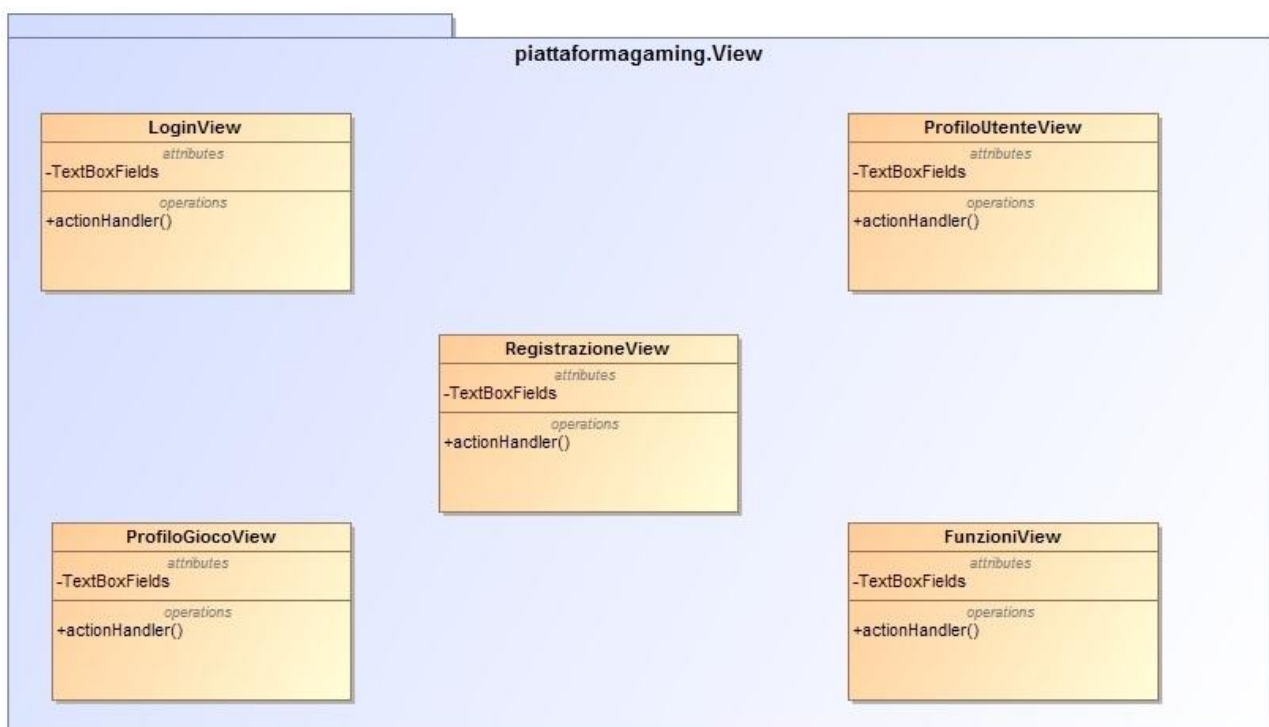 piattaformagaming.View
LoginView
attributes
-TextBoxFields
operations
+actionHandler()
ProfiloUtenteView
attributes
-TextBoxFields
operations
+actionHandler()
RegistrazioneView
attributes
-TextBoxFields
operations
+actionHandler()
ProfiloGiocoView
attributes
-TextBoxFields
operations
+actionHandler()
FunzioniView
attributes
-TextBoxFields
operations
+actionHandler()